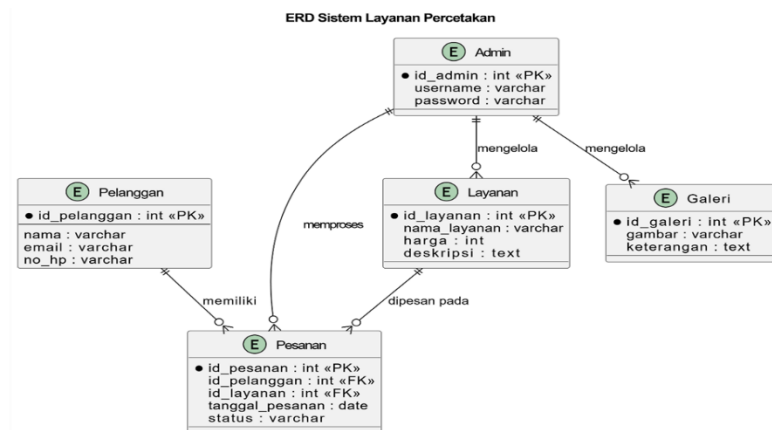 ERD Sistem Layanan Percetakan
E Admin
id_admin : int «PK»
username : varchar
password : varchar
mengelola
mengelola
E Pelanggan
id_pelanggan : int «PK»
nama : varchar
email : varchar
no_hp : varchar
memproses
E Layanan
id_layanan : int «PK»
nama_layanan : varchar
harga : int
deskripsi : text
E Galeri
id_galeri : int «PK»
gambar : varchar
keterangan : text
memiliki
dipesan pada
E Pesanan
id_pesanan : int «PK»
id_pelanggan : int «FK»
id_layanan : int «FK»
tanggal_pesanan : date
status : varchar